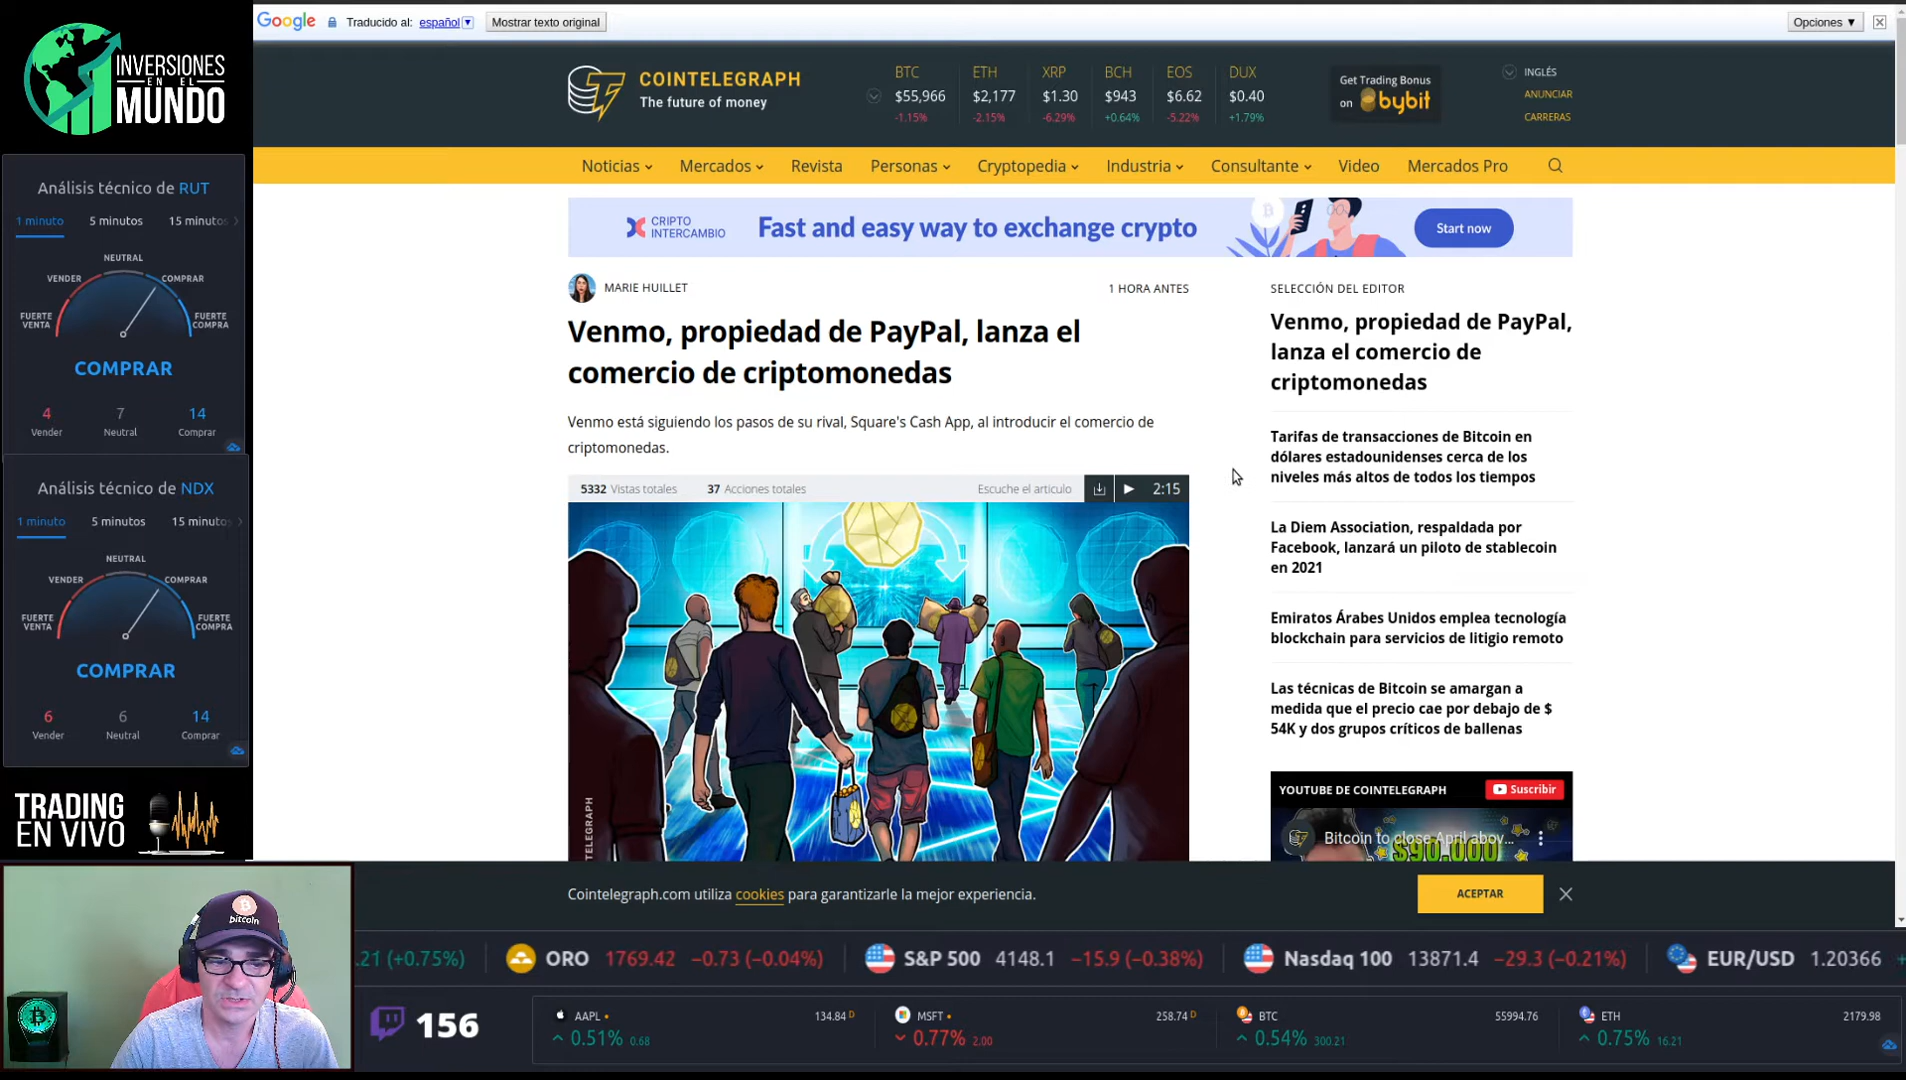 Google Traducido al: español Mostrar texto original Opciones ▼
INVERSIONES
EN EL
MUNDO
Análisis técnico de RUT
1 minuto 5 minutos 15 minutos
NEUTRAL
VENDER COMPRAR
FUERTE VENTA FUERTE COMPRA
COMPRAR
4 7 14
Vender Neutral Comprar
Análisis técnico de NDX
1 minuto 5 minutos 15 minutos
NEUTRAL
VENDER COMPRAR
FUERTE VENTA FUERTE COMPRA
COMPRAR
6 6 14
Vender Neutral Comprar
TRADING
EN VIVO
COINTELEGRAPH
The future of money
BTC ETH XRP BCH EOS DUX
$55,966 $2,177 $1.30 $943 $6.62 $0.40
-1.15% -2.15% -6.29% +0.64% -5.22% +1.79%
Get Trading Bonus
on bybit
INGLÉS
ANUNCIAR
CARRERAS
Noticias Mercados Revista Personas Cryptopedia Industria Consultante Video Mercados Pro
CRIPTO
INTERCAMBIO
Fast and easy way to exchange crypto
Start now
MARIE HUILLET 1 HORA ANTES
Venmo, propiedad de PayPal, lanza el
comercio de criptomonedas
Venmo está siguiendo los pasos de su rival, Square's Cash App, al introducir el comercio de
criptomonedas.
5332 Vistas totales 37 Acciones totales Escuche el articulo 2:15
SELECCIÓN DEL EDITOR
Venmo, propiedad de PayPal,
lanza el comercio de
criptomonedas
Tarifas de transacciones de Bitcoin en
dólares estadounidenses cerca de los
niveles más altos de todos los tiempos
La Diem Association, respaldada por
Facebook, lanzará un piloto de stablecoin
en 2021
Emiratos Árabes Unidos emplea tecnología
blockchain para servicios de litigio remoto
Las técnicas de Bitcoin se amargan a
medida que el precio cae por debajo de $
54K y dos grupos críticos de ballenas
YOUTUBE DE COINTELEGRAPH Suscribir
Bitcoin to close April abov...
$90,000
TELEGRAPH
Cointelegraph.com utiliza cookies para garantizarle la mejor experiencia. ACEPTAR
bitcoin
.21 (+0.75%) ORO 1769.42 −0.73 (−0.04%) S&P 500 4148.1 −15.9 (−0.38%) Nasdaq 100 13871.4 −29.3 (−0.21%) EUR/USD 1.20366
156
AAPL 134.84 D MSFT 258.74 D BTC 55994.76 ETH 2179.98
0.51% 0.68 0.77% 2.00 0.54% 300.21 0.75% 16.21